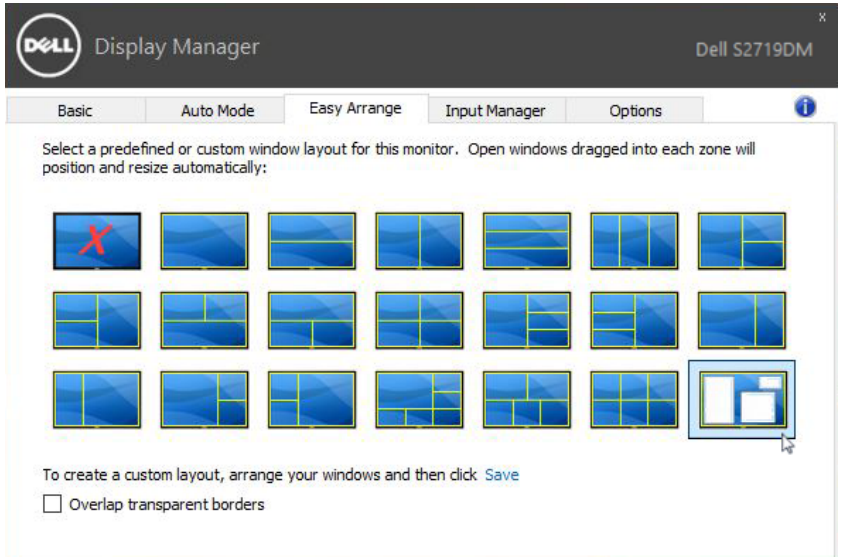 DELL
Display Manager
x
Dell S2719DM
Basic
Auto Mode
Easy Arrange
Input Manager
Options
i
Select a predefined or custom window layout for this monitor. Open windows dragged into each zone will
position and resize automatically:
X
To create a custom layout, arrange your windows and then click Save
Overlap transparent borders